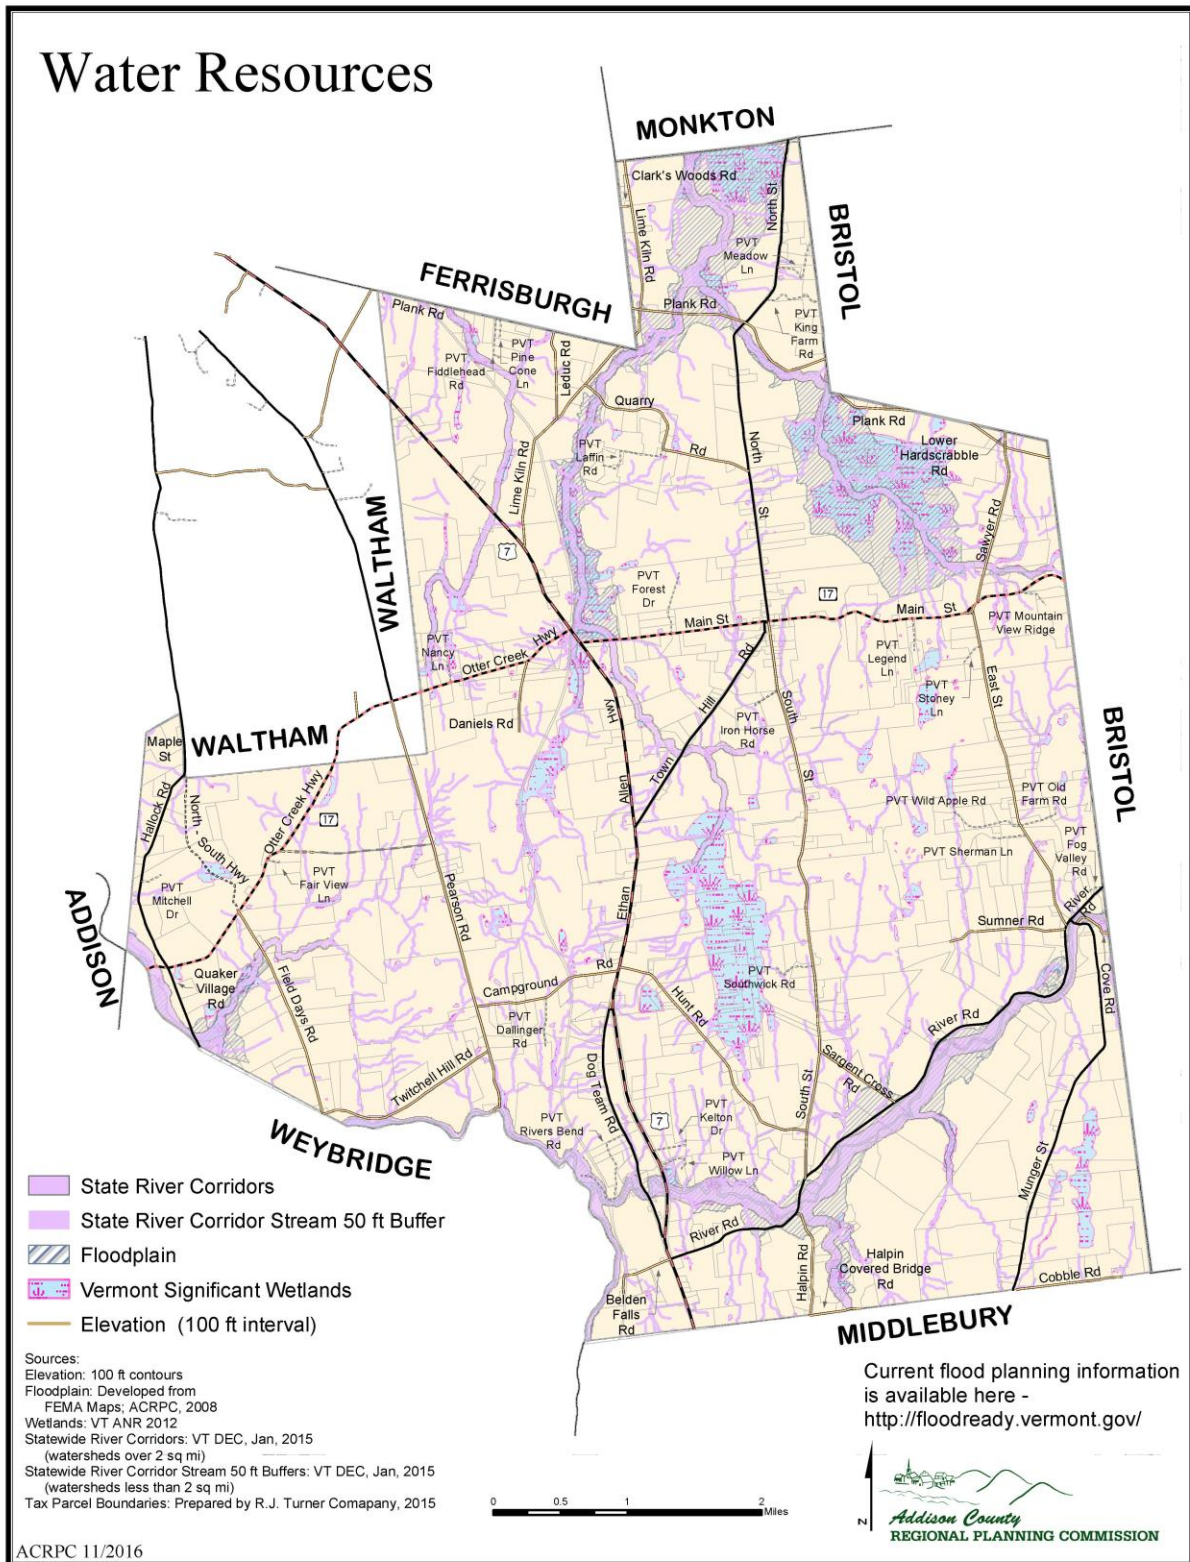 Water Resources
MONKTON
Clark's Woods Rd
North St
Lime Kiln Rd
BRISTOL
PVT
Meadow
Ln
FERRISBURGH
Plank Rd
Plank Rd
PVT
King
Farm
Rd
PVT
Pine
Cone
Ln
Leduc Rd
PVT
Fiddlehead
Rd
Quarry
Rd
Plank Rd
Lower
Hardscrabble
Rd
North
St
PVT
Laffin
Rd
Lime Kiln Rd
Sawyer Rd
WALTHAM
7
PVT
Forest
Dr
17
Main St
Main St
PVT Mountain
View Ridge
PVT
Nancy
Ln
Otter Creek Hwy
PVT
Legend
Ln
East St
PVT
Stoney
Ln
Daniels Rd
Hwy
Allen
Ethan
Town Hill Rd
PVT
Iron Horse
Rd
South
St
BRISTOL
Maple
St
WALTHAM
Hallock Rd
North - South Hwy
Otter Creek Hwy
17
PVT Wild Apple Rd
PVT Old
Farm Rd
PVT
Fog
Valley
Rd
PVT Sherman Ln
PVT
Mitchell
Dr
PVT
Fair View
Ln
Pearson Rd
ADDISON
River Rd
Sumner Rd
Quaker
Village
Rd
Field Days Rd
Campground Rd
PVT
Southwick Rd
Hunt Rd
Cove Rd
River Rd
PVT
Dallinger
Rd
Twitchell Hill Rd
Dog Team Rd
Sargent Cross
Rd
South St
7
PVT
Kelton
Dr
PVT
Rivers Bend
Rd
WEYBRIDGE
PVT
Willow Ln
Munger St
River Rd
Halpin Rd
Halpin
Covered Bridge
Rd
Cobble Rd
Belden
Falls
Rd
MIDDLEBURY
State River Corridors
State River Corridor Stream 50 ft Buffer
Floodplain
Vermont Significant Wetlands
Elevation (100 ft interval)
Sources:
Elevation: 100 ft contours
Floodplain: Developed from
FEMA Maps; ACRPC, 2008
Wetlands: VT ANR 2012
Statewide River Corridors: VT DEC, Jan, 2015
(watersheds over 2 sq mi)
Statewide River Corridor Stream 50 ft Buffers: VT DEC, Jan, 2015
(watersheds less than 2 sq mi)
Tax Parcel Boundaries: Prepared by R.J. Turner Comapany, 2015
0 0.5 1 2
Miles
Current flood planning information
is available here -
http://floodready.vermont.gov/
N
Addison County
REGIONAL PLANNING COMMISSION
ACRPC 11/2016